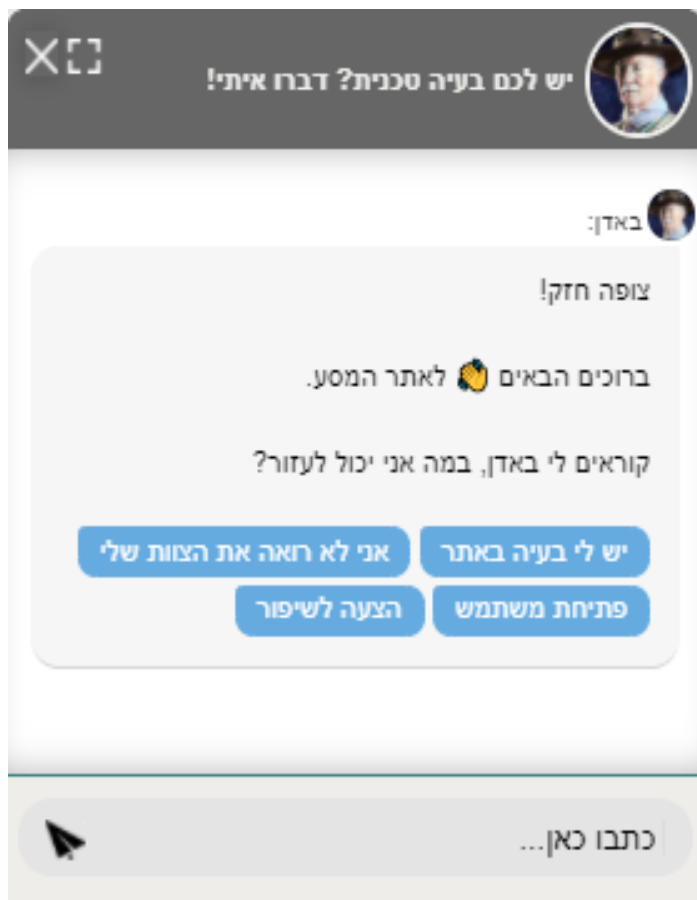 יש לכם בעיה טכנית? דברו איתי!
באדן:
צופה חזק!
ברוכים הבאים 👏 לאתר המסע.
קוראים לי באדן, במה אני יכול לעזור?
יש לי בעיה באתר
אני לא רואה את הצוות שלי
פתיחת משתמש
הצעה לשיפור
כתבו כאן...